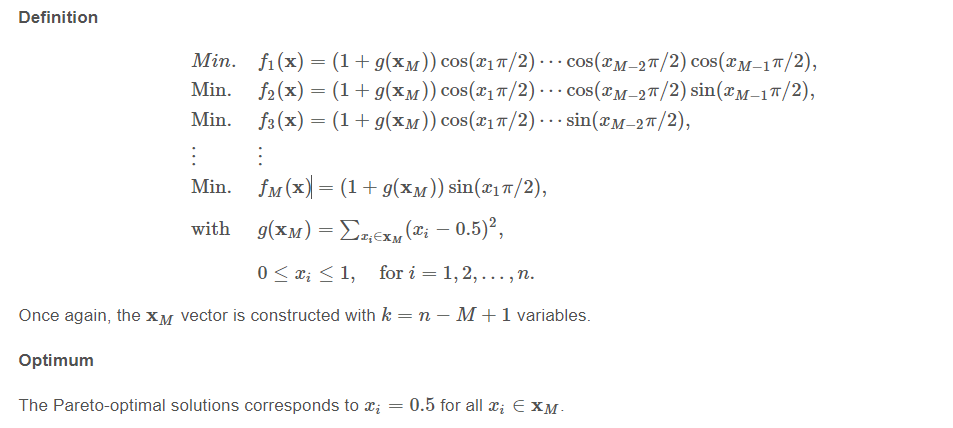 Definition
Min. f₁(𝐱) = (1 + g(𝐱_M)) cos(x₁π/2) ⋯ cos(x_{M−2}π/2) cos(x_{M−1}π/2),
Min. f₂(𝐱) = (1 + g(𝐱_M)) cos(x₁π/2) ⋯ cos(x_{M−2}π/2) sin(x_{M−1}π/2),
Min. f₃(𝐱) = (1 + g(𝐱_M)) cos(x₁π/2) ⋯ sin(x_{M−2}π/2),
⋮ ⋮
Min. f_M(𝐱) = (1 + g(𝐱_M)) sin(x₁π/2),
with g(𝐱_M) = ∑_{x_i∈𝐱_M} (x_i − 0.5)²,
0 ≤ x_i ≤ 1, for i = 1, 2, …, n.
Once again, the 𝐱_M vector is constructed with k = n − M + 1 variables.
Optimum
The Pareto-optimal solutions corresponds to x_i = 0.5 for all x_i ∈ 𝐱_M.